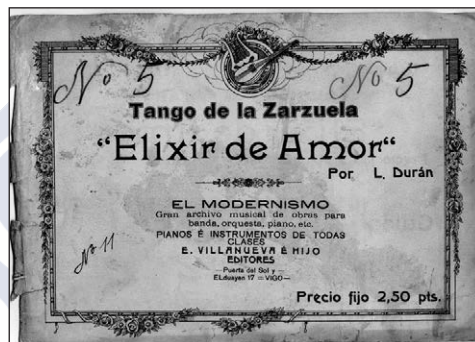 Nº 5 Nº 5
Tango de la Zarzuela
“Elixir de Amor“
Por L. Durán
EL MODERNISMO
Gran archivo musical de obras para
banda, orquesta, piano, etc.
PIANOS É INSTRUMENTOS DE TODAS
CLASES
E. VILLANUEVA É HIJO
EDITORES
Nº 11
—Puerta del Sol y—
ELduayen 17 = VIGO—
Precio fijo 2,50 pts.